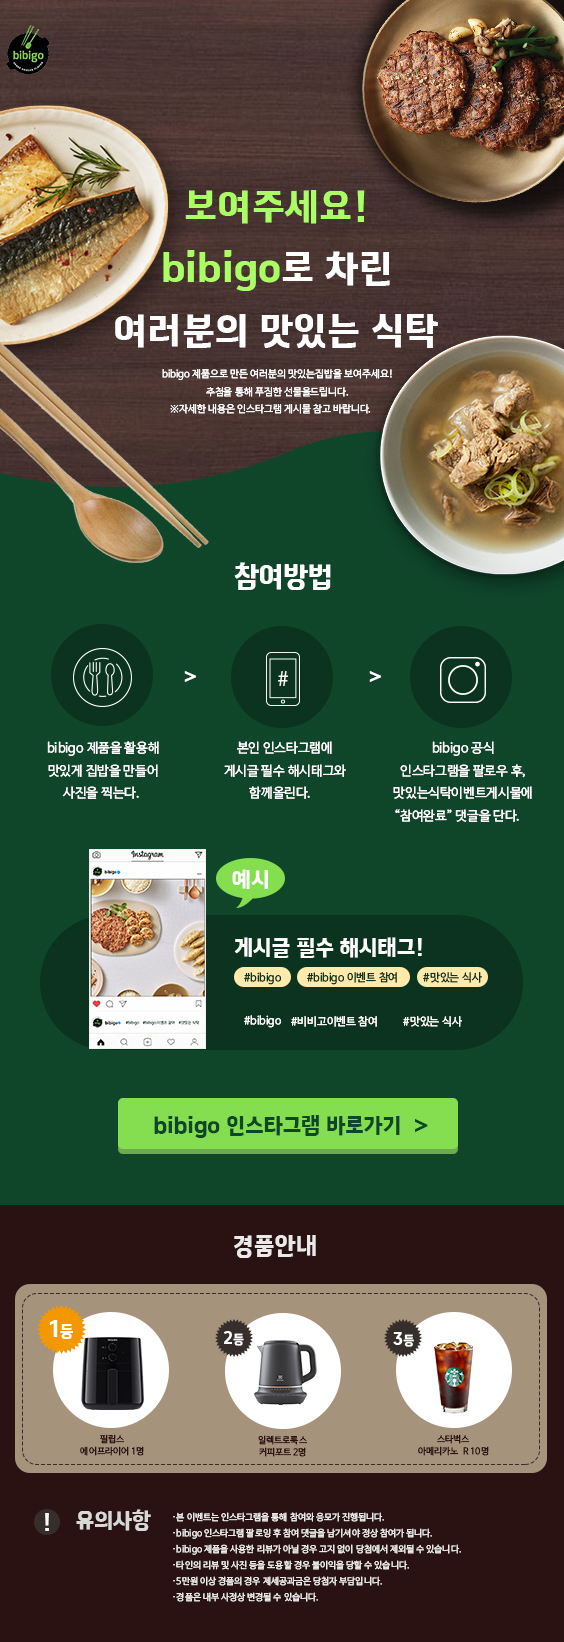 bibigo
보여주세요!
bibigo로 차린
여러분의 맛있는 식탁
bibigo 제품으로 만든 여러분의 맛있는집밥을 보여주세요!
추첨을 통해 푸짐한 선물을드립니다.
※자세한 내용은 인스타그램 게시물 참고 바랍니다.
참여방법
>
#
>
bibigo 제품을 활용해
맛있게 집밥을 만들어
사진을 찍는다.
본인 인스타그램에
게시글 필수 해시태그와
함께올린다.
bibigo 공식
인스타그램을 팔로우 후,
맛있는식탁이벤트게시물에
“참여완료” 댓글을 단다.
Instagram
bibigo
bibigo #bibigo #bibigo이벤트 참여 #맛있는 식탁
예시
게시글 필수 해시태그!
#bibigo #bibigo 이벤트 참여 #맛있는 식사
#bibigo #비비고이벤트 참여 #맛있는 식사
bibigo 인스타그램 바로가기 >
경품안내
1등
2등
3등
필립스
에어프라이어 1명
일렉트로룩스
커피포트 2명
스타벅스
아메리카노 R 10명
! 유의사항
·본 이벤트는 인스타그램을 통해 참여와 응모가 진행됩니다.
·bibigo 인스타그램 팔로잉 후 참여 댓글을 남기셔야 정상 참여가 됩니다.
·bibigo 제품을 사용한 리뷰가 아닐 경우 고지 없이 당첨에서 제외될 수 있습니다.
·타인의 리뷰 및 사진 등을 도용할 경우 불이익을 당할 수 있습니다.
·5만원 이상 경품의 경우 제세공과금은 당첨자 부담입니다.
·경품은 내부 사정상 변경될 수 있습니다.